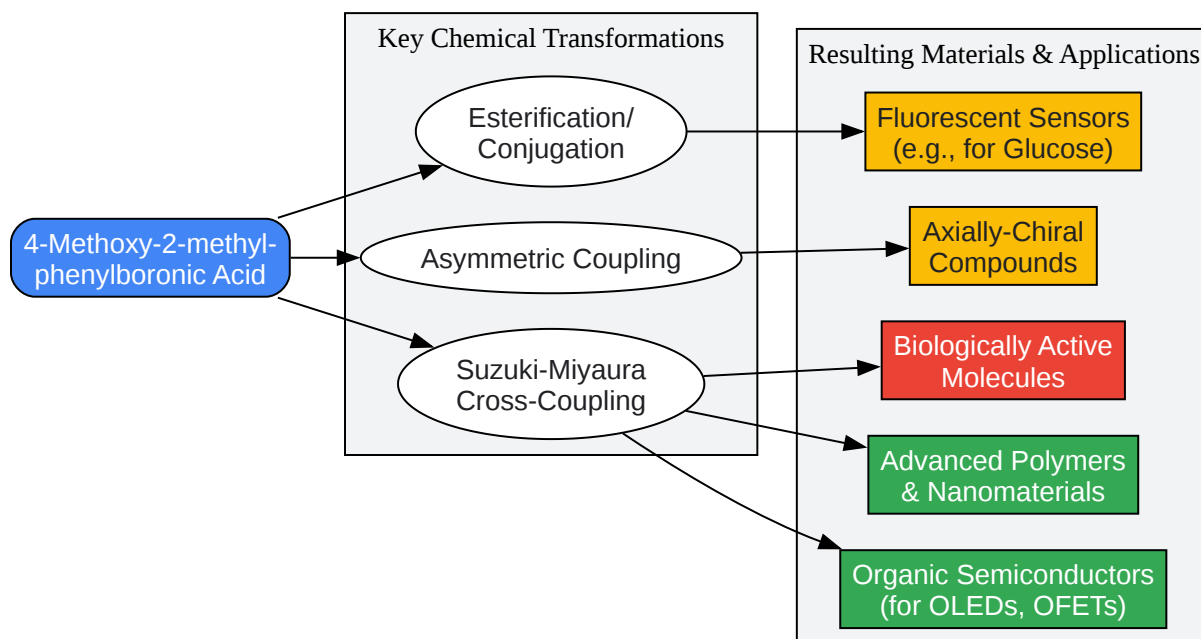 Key Chemical Transformations
Resulting Materials & Applications
4-Methoxy-2-methyl-
phenylboronic Acid
Esterification/
Conjugation
Asymmetric Coupling
Suzuki-Miyaura
Cross-Coupling
Fluorescent Sensors
(e.g., for Glucose)
Axially-Chiral
Compounds
Biologically Active
Molecules
Advanced Polymers
& Nanomaterials
Organic Semiconductors
(for OLEDs, OFETs)